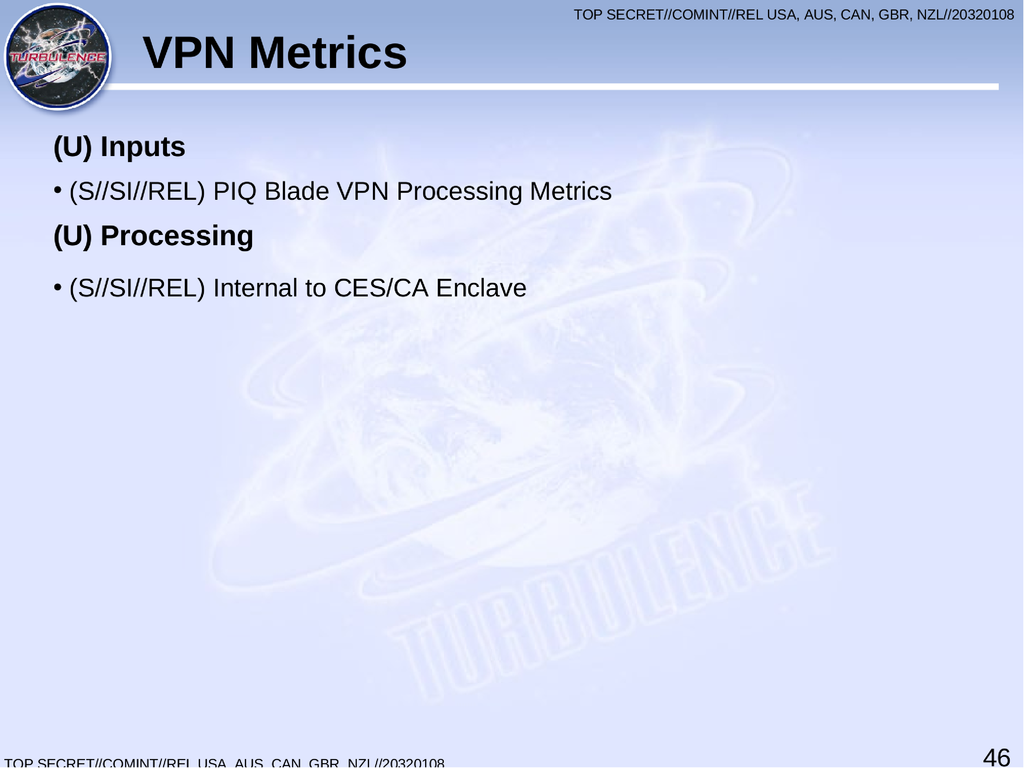 TOP SECRET//COMINT//REL USA, AUS, CAN, GBR, NZL//20320108
TURBULENCE
VPN Metrics
(U) Inputs
• (S//SI//REL) PIQ Blade VPN Processing Metrics
(U) Processing
• (S//SI//REL) Internal to CES/CA Enclave
TURBULENCE
46
TOP SECRET//COMINT//REL USA, AUS, CAN, GBR, NZL//20320108